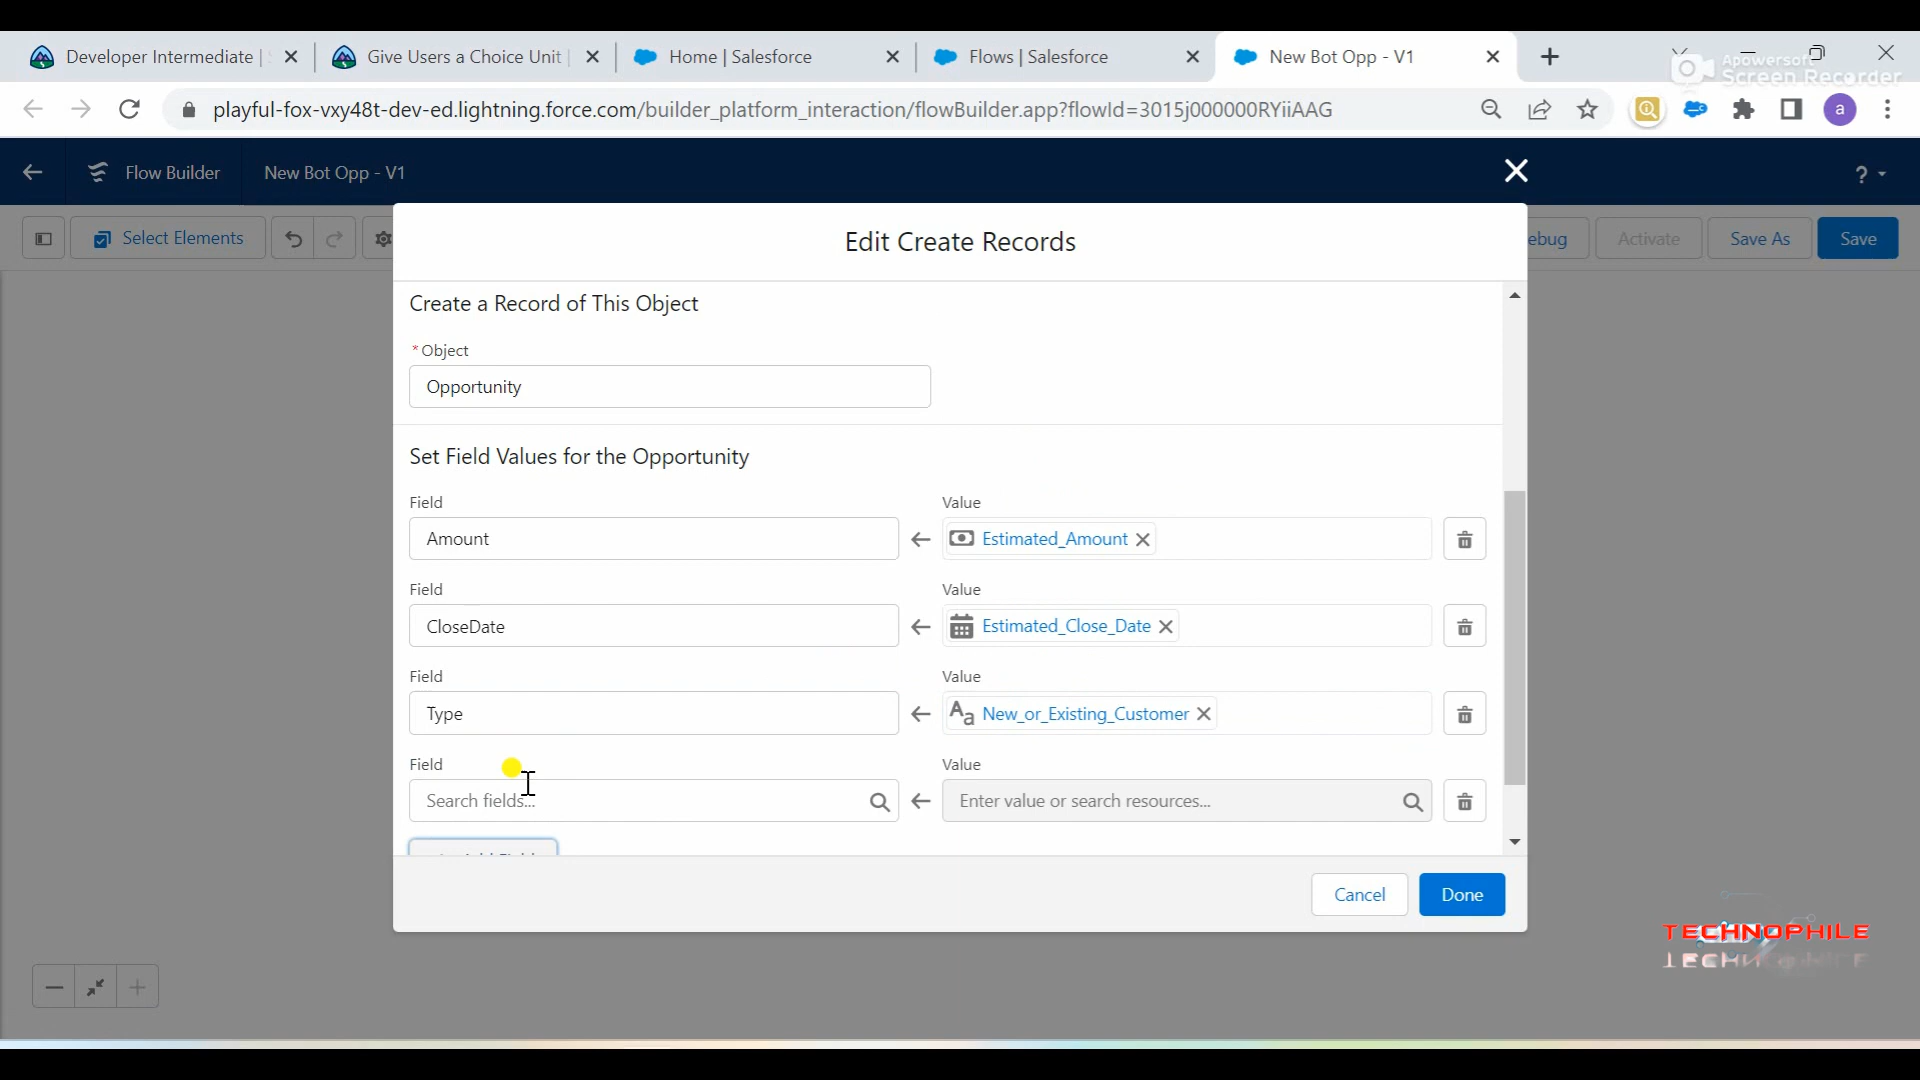 Developer Intermediate |
Give Users a Choice Unit |
Home | Salesforce
Flows | Salesforce
New Bot Opp - V1
Apowersoft
Screen Recorder
playful-fox-vxy48t-dev-ed.lightning.force.com/builder_platform_interaction/flowBuilder.app?flowId=3015j000000RYiiAAG
a
Flow Builder
New Bot Opp - V1
?
Select Elements
ebug
Activate
Save As
Save
Edit Create Records
Create a Record of This Object
* Object
Opportunity
Set Field Values for the Opportunity
Field
Value
Amount
Estimated_Amount
Field
Value
CloseDate
Estimated_Close_Date
Field
Value
Type
Aa New_or_Existing_Customer
Field
Value
Search fields...
Enter value or search resources...
Add Field
Cancel
Done
TECHNOPHILE